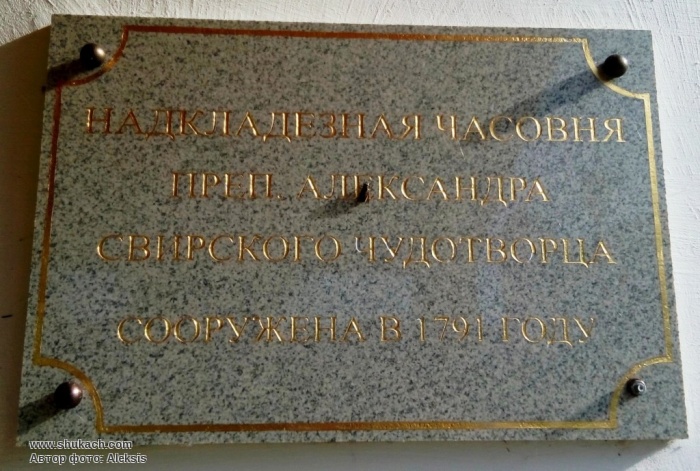 НАДКЛАДЕЗНАЯ ЧАСОВНЯ
ПРЕП. АЛЕКСАНДРА
СВИРСКОГО ЧУДОТВОРЦА
СООРУЖЕНА В 1791 ГОДУ
www.shukach.com
Автор фото: Aleksis